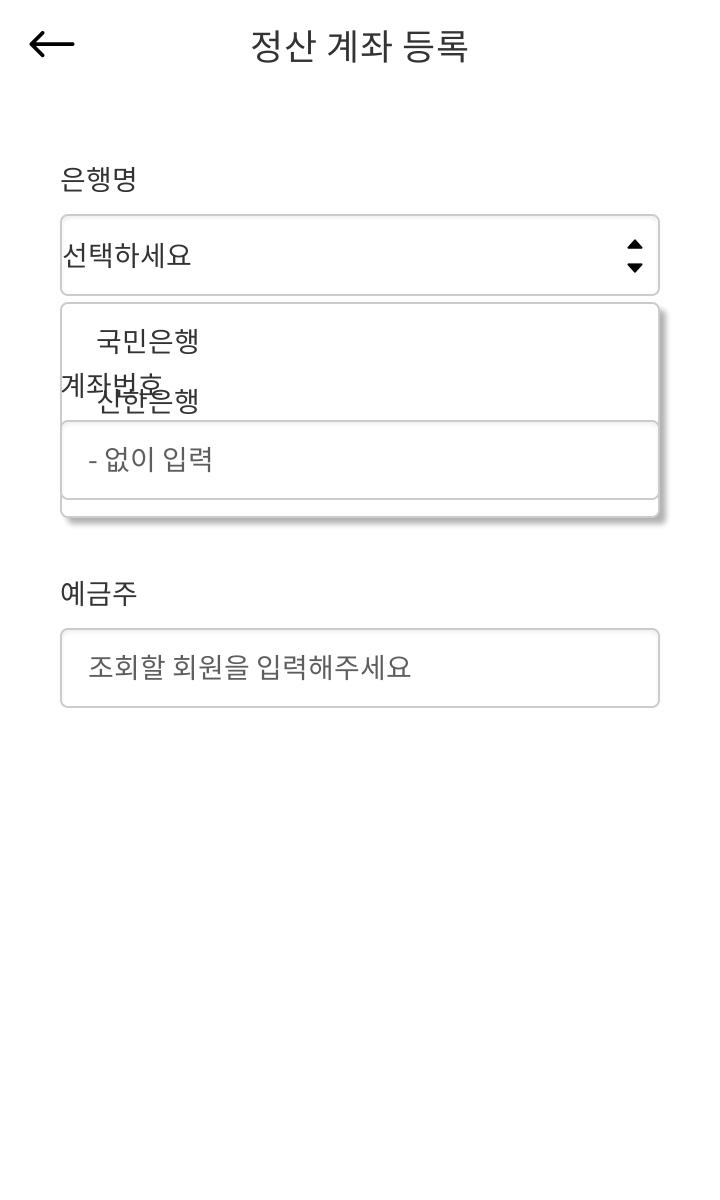 정산 계좌 등록
은행명
선택하세요
국민은행
계좌번호
신한은행
- 없이 입력
예금주
조회할 회원을 입력해주세요